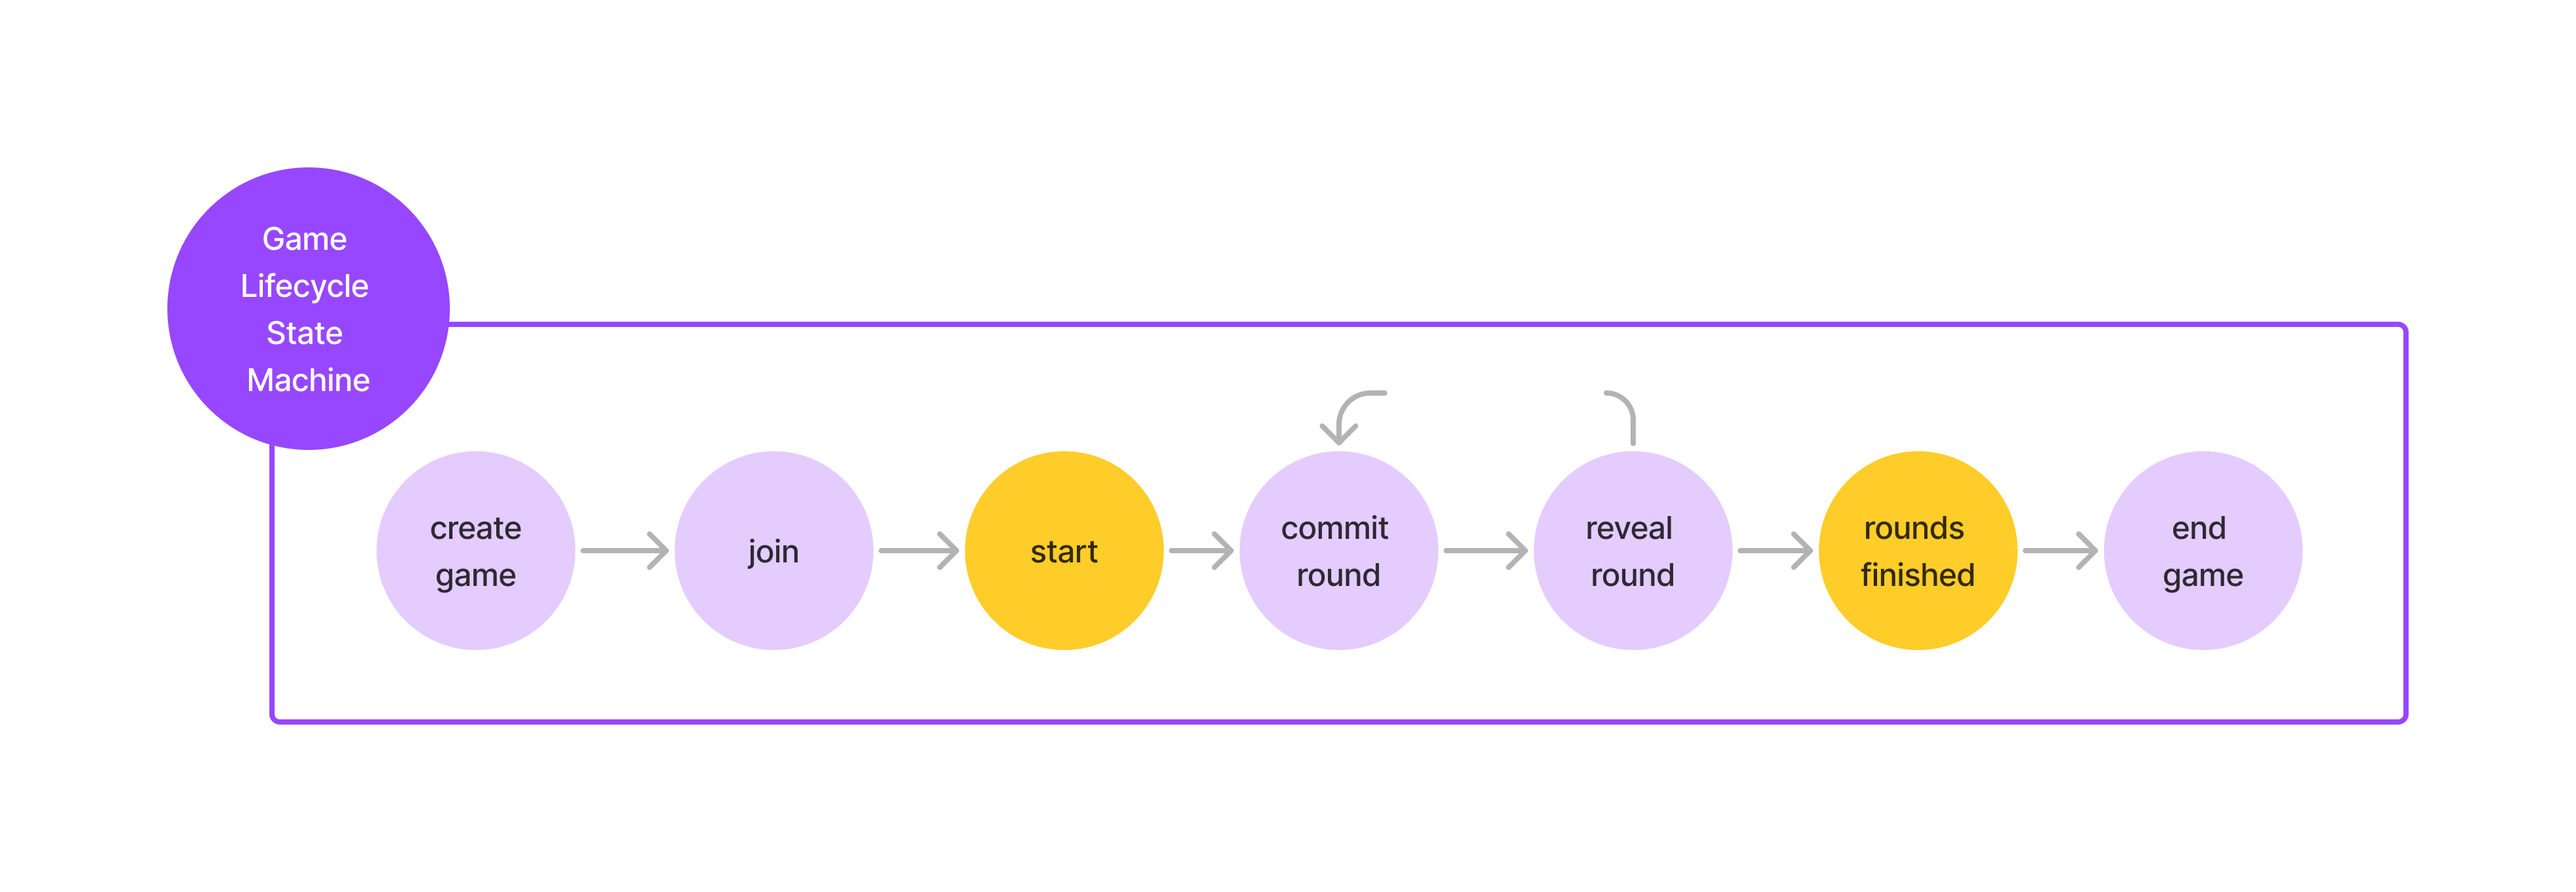 Game
Lifecycle
State
Machine
create
game
join
start
commit
round
reveal
round
rounds
finished
end
game